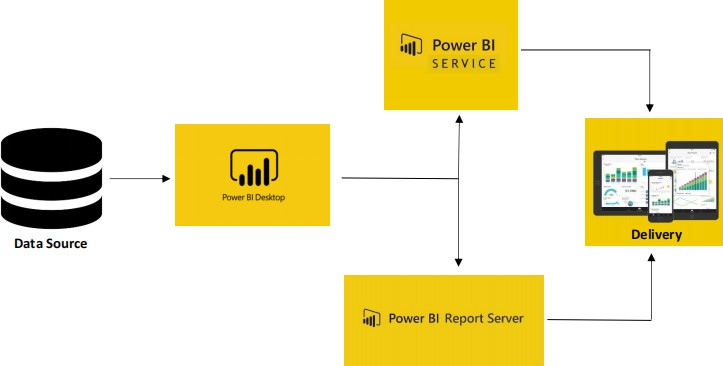 Power BI
SERVICE
Power BI Desktop
Data Source
Delivery
Power BI Report Server